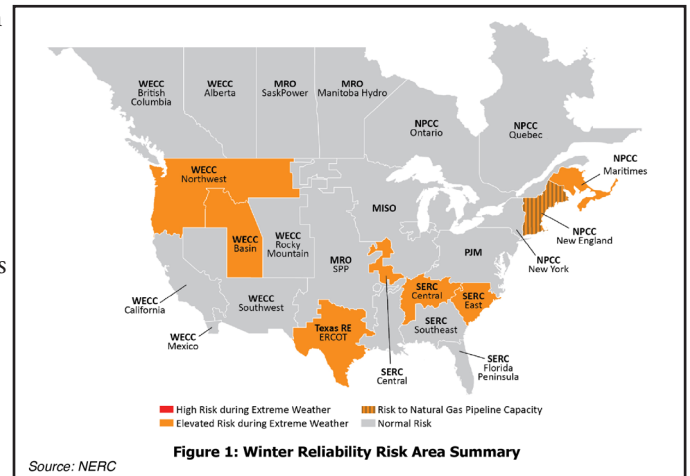 WECC
British
Columbia
WECC
Alberta
MRO
SaskPower
MRO
Manitoba Hydro
NPCC
Ontario
NPCC
Quebec
NPCC
Maritimes
WECC
Northwest
MISO
NPCC
New England
WECC
Basin
WECC
Rocky
Mountain
MRO
SPP
PJM
NPCC
New York
WECC
California
WECC
Southwest
SERC
Central
SERC
East
WECC
Mexico
Texas RE
ERCOT
SERC
Southeast
SERC
Central
SERC
Florida
Peninsula
High Risk during Extreme Weather
Risk to Natural Gas Pipeline Capacity
Elevated Risk during Extreme Weather
Normal Risk
Figure 1: Winter Reliability Risk Area Summary
Source: NERC